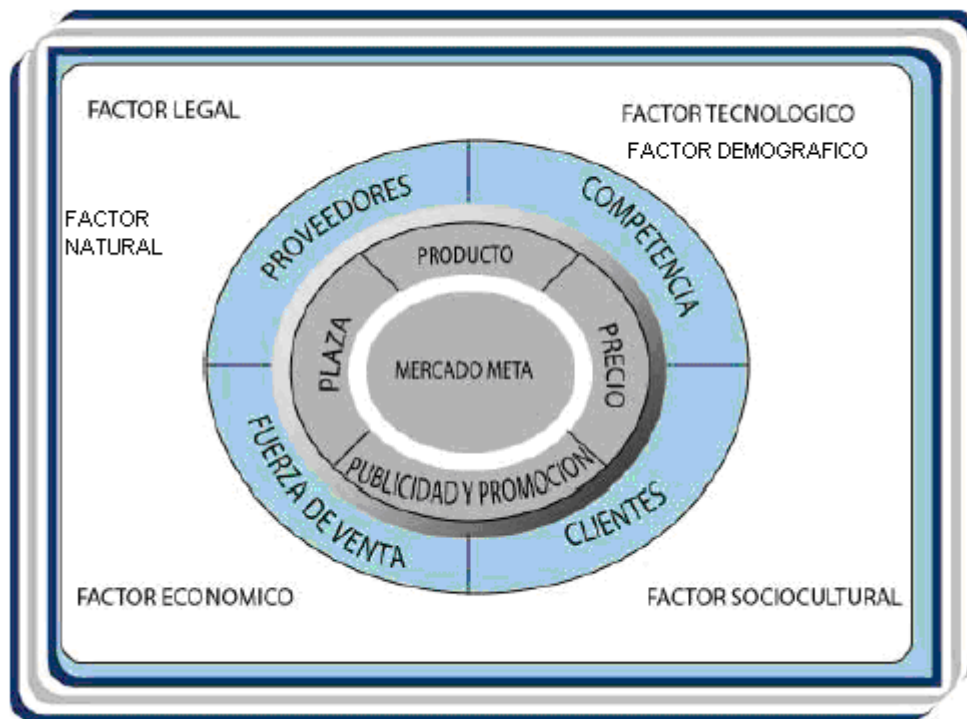 FACTOR LEGAL
FACTOR TECNOLOGICO
FACTOR DEMOGRAFICO
FACTOR
NATURAL
PROVEEDORES
COMPETENCIA
PRODUCTO
PLAZA
PRECIO
MERCADO META
PUBLICIDAD Y PROMOCION
FUERZA DE VENTA
CLIENTES
FACTOR ECONOMICO
FACTOR SOCIOCULTURAL